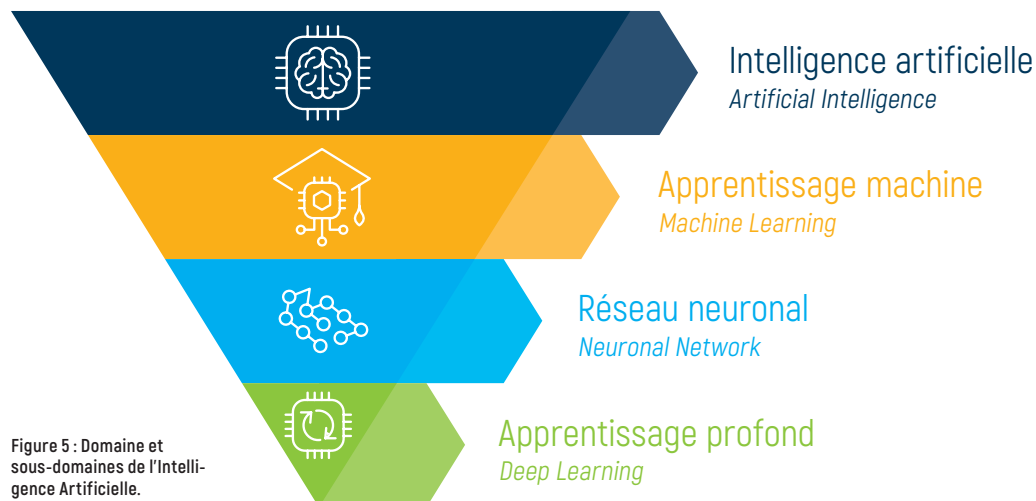 Intelligence artificielle
Artificial Intelligence
Apprentissage machine
Machine Learning
Réseau neuronal
Neuronal Network
Apprentissage profond
Deep Learning
Figure 5 : Domaine et
sous-domaines de l'Intelli-
gence Artificielle.